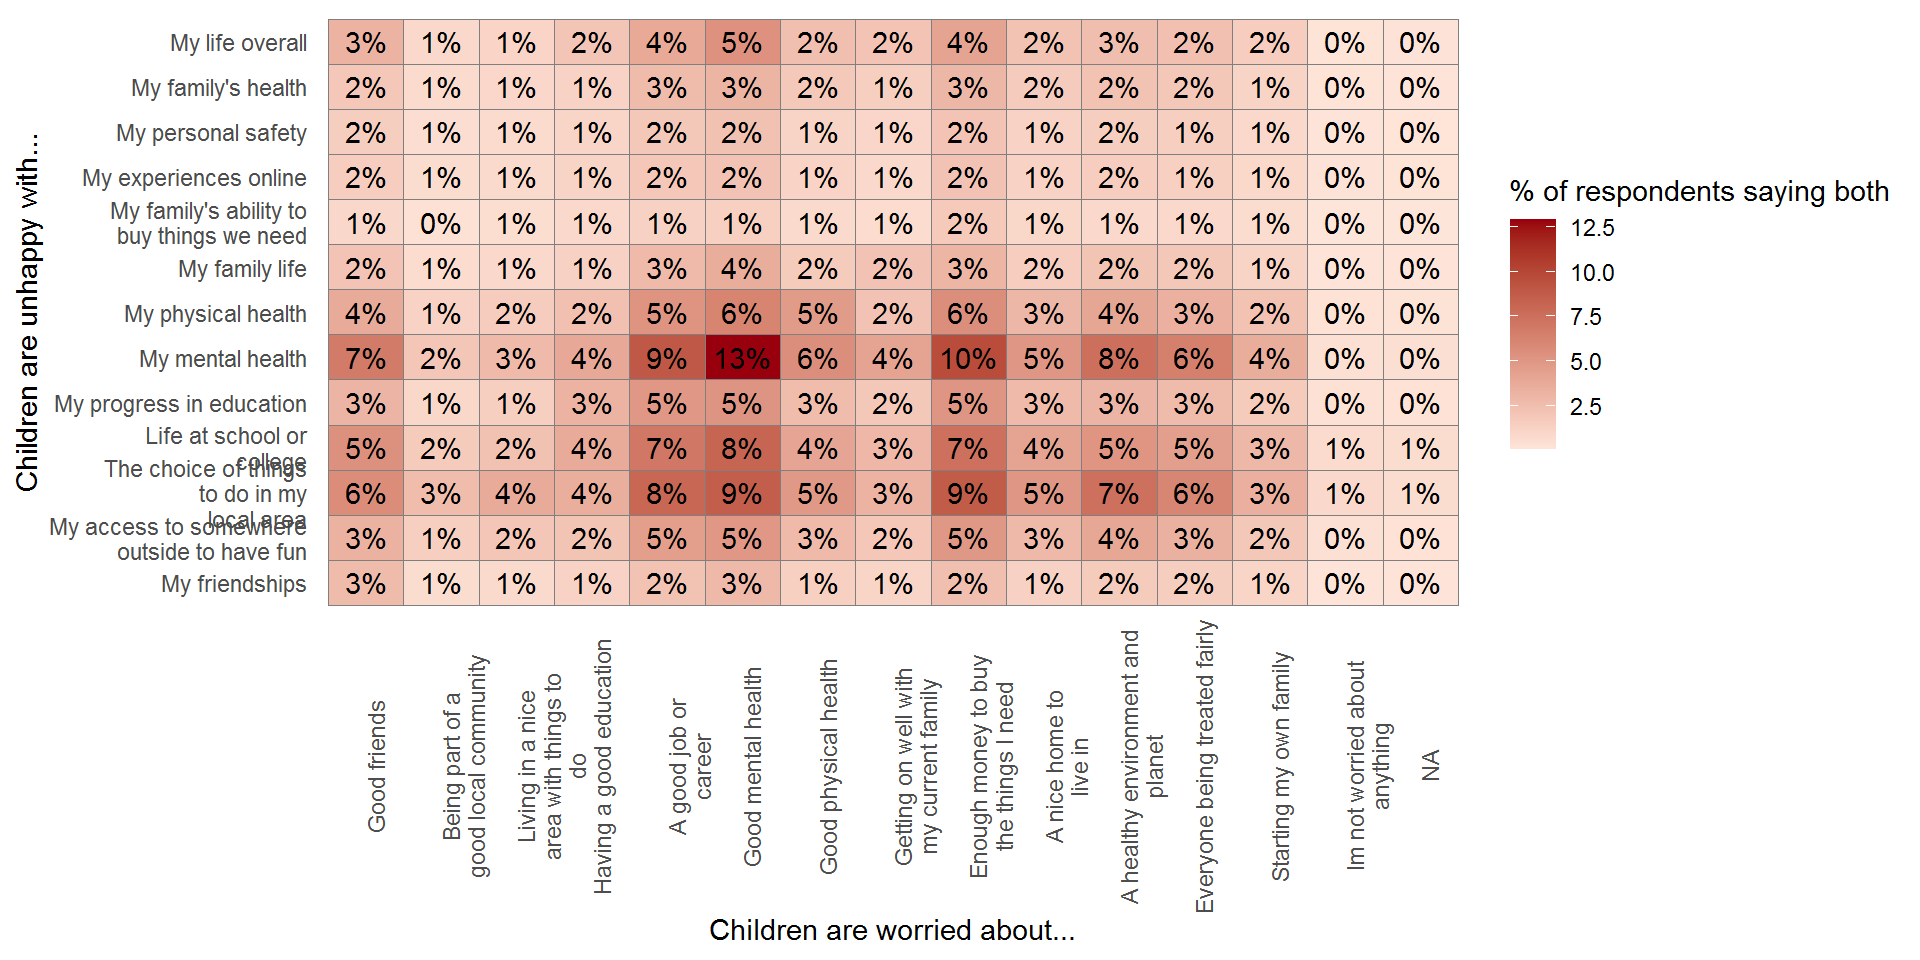 My life overall 3% 1% 1% 2% 4% 5% 2% 2% 4% 2% 3% 2% 2% 0% 0%
My family's health 2% 1% 1% 1% 3% 3% 2% 1% 3% 2% 2% 2% 1% 0% 0%
My personal safety 2% 1% 1% 1% 2% 2% 1% 1% 2% 1% 2% 1% 1% 0% 0%
My experiences online 2% 1% 1% 1% 2% 2% 1% 1% 2% 1% 2% 1% 1% 0% 0%
My family's ability to
buy things we need
1% 0% 1% 1% 1% 1% 1% 1% 2% 1% 1% 1% 1% 0% 0%
My family life 2% 1% 1% 1% 3% 4% 2% 2% 3% 2% 2% 2% 1% 0% 0%
My physical health 4% 1% 2% 2% 5% 6% 5% 2% 6% 3% 4% 3% 2% 0% 0%
My mental health 7% 2% 3% 4% 9% 13% 6% 4% 10% 5% 8% 6% 4% 0% 0%
My progress in education 3% 1% 1% 3% 5% 5% 3% 2% 5% 3% 3% 3% 2% 0% 0%
Life at school or
college
5% 2% 2% 4% 7% 8% 4% 3% 7% 4% 5% 5% 3% 1% 1%
The choice of things
to do in my
local area
6% 3% 4% 4% 8% 9% 5% 3% 9% 5% 7% 6% 3% 1% 1%
My access to somewhere
outside to have fun
3% 1% 2% 2% 5% 5% 3% 2% 5% 3% 4% 3% 2% 0% 0%
My friendships 3% 1% 1% 1% 2% 3% 1% 1% 2% 1% 2% 2% 1% 0% 0%
Children are unhappy with...
Good friends
Being part of a
good local community
Living in a nice
area with things to
do
Having a good education
A good job or
career
Good mental health
Good physical health
Getting on well with
my current family
Enough money to buy
the things I need
A nice home to
live in
A healthy environment and
planet
Everyone being treated fairly
Starting my own family
Im not worried about
anything
NA
Children are worried about...
% of respondents saying both
12.5
10.0
7.5
5.0
2.5